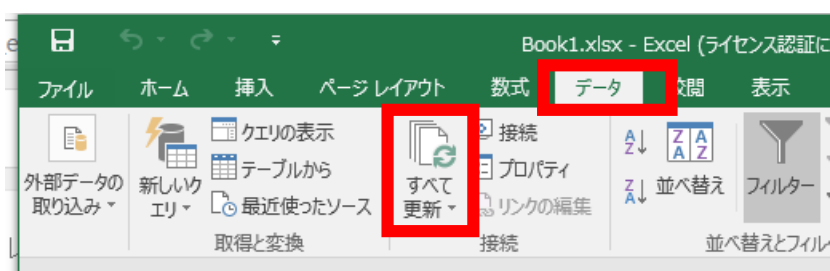 Book1.xlsx - Excel (ライセンス認証に
ファイル ホーム 挿入 ページ レイアウト 数式 データ 校閲 表示
外部データの
取り込み
新しいク
エリ
クエリの表示
テーブルから
最近使ったソース
取得と変換
すべて
更新
接続
プロパティ
リンクの編集
接続
並べ替え
フィルター
並べ替えとフィル